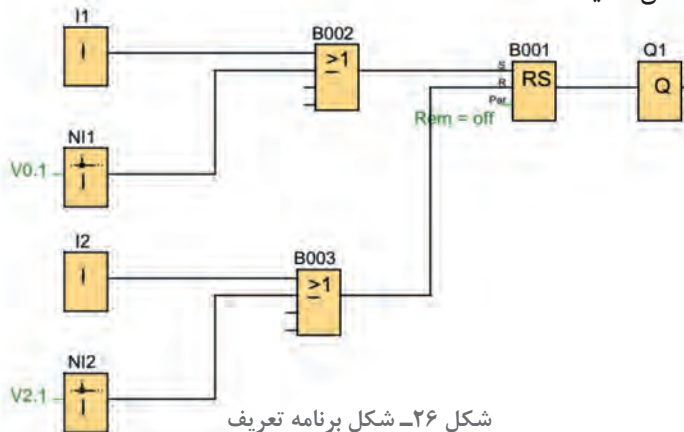 I1
I
B002
≥1
B001
S
R
Par
RS
Rem = off
Q1
Q
NI1
V0.1
I
I2
I
B003
≥1
NI2
V2.1
I
شکل ۲۶ـ شکل برنامه تعریف